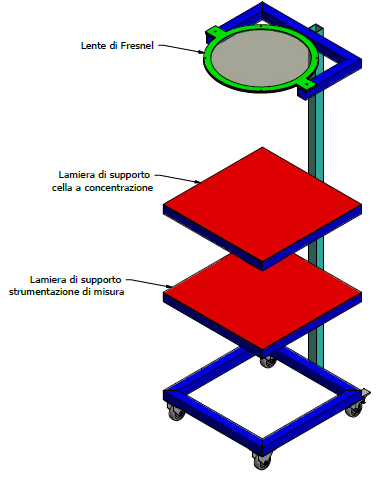 Lente di Fresnel
Lamiera di supporto
cella a concentrazione
Lamiera di supporto
strumentazione di misura